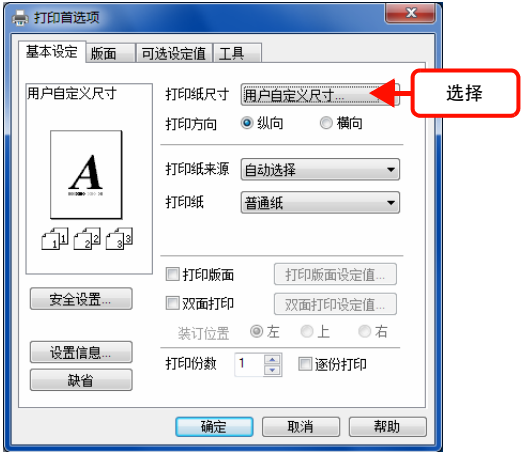 打印首选项
基本设定 版面 可选设定值 工具
用户自定义尺寸
A
1 1 2 2 3 3
安全设置...
设置信息...
缺省
打印纸尺寸 用户自定义尺寸...
选择
打印方向 纵向 横向
打印纸来源 自动选择
打印纸 普通纸
打印版面 打印版面设定值...
双面打印 双面打印设定值...
装订位置 左 上 右
打印份数 1 逐份打印
确定 取消 帮助